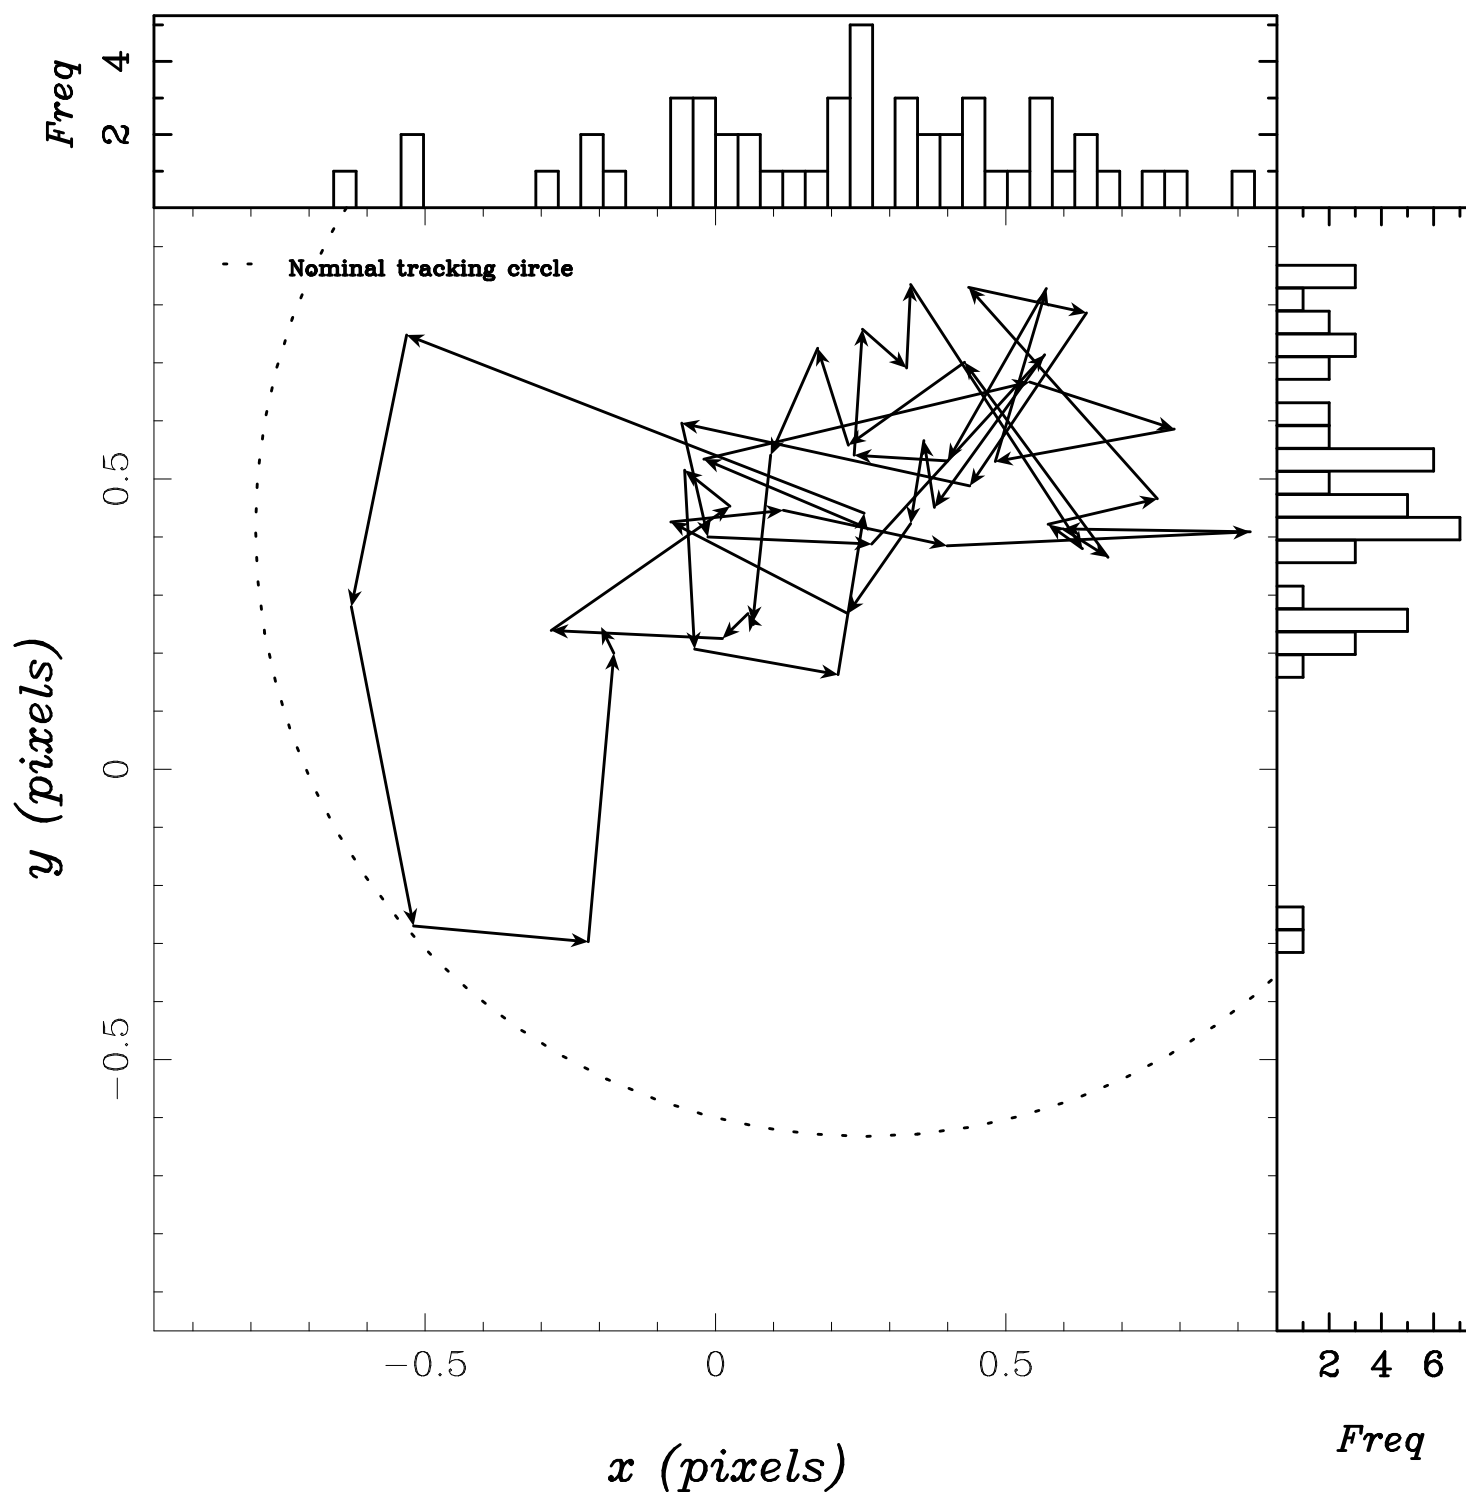 Freq
4
2
Nominal tracking circle
2 4 6
Freq
y (pixels)
0.5
0
−0.5
−0.5 0 0.5
x (pixels)